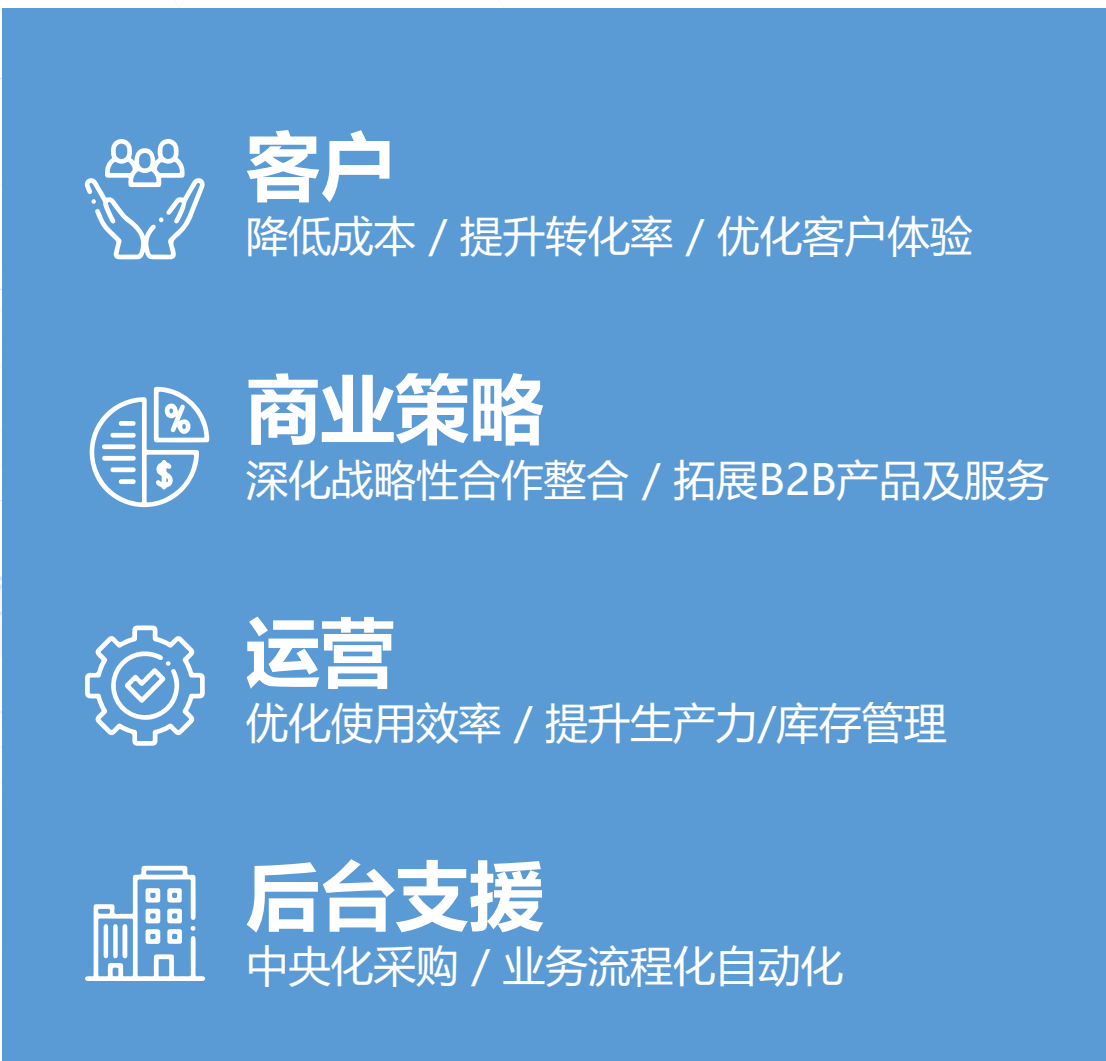 客户
降低成本 / 提升转化率 / 优化客户体验
%
$
商业策略
深化战略性合作整合 / 拓展B2B产品及服务
运营
优化使用效率 / 提升生产力/库存管理
后台支援
中央化采购 / 业务流程化自动化